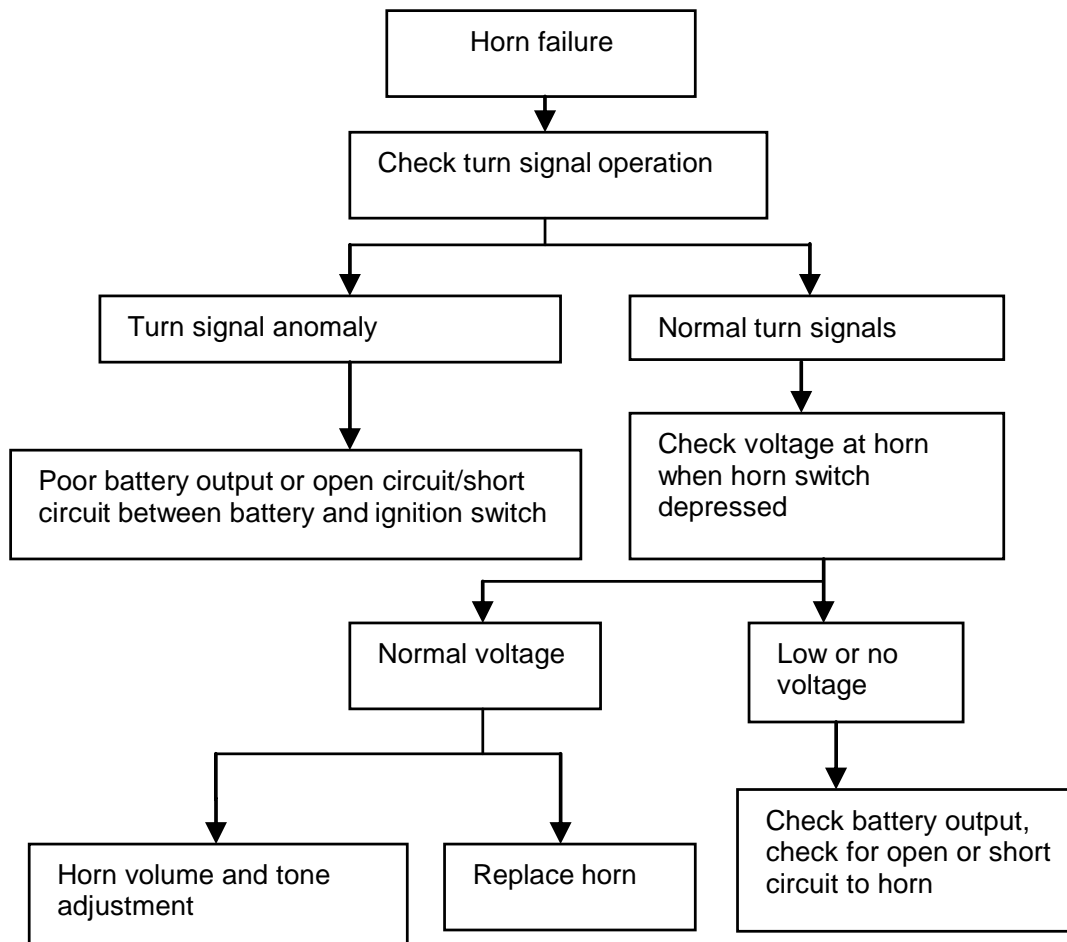 Horn failure
Check turn signal operation
Turn signal anomaly
Normal turn signals
Poor battery output or open circuit/short
circuit between battery and ignition switch
Check voltage at horn
when horn switch
depressed
Normal voltage
Low or no
voltage
Horn volume and tone
adjustment
Replace horn
Check battery output,
check for open or short
circuit to horn